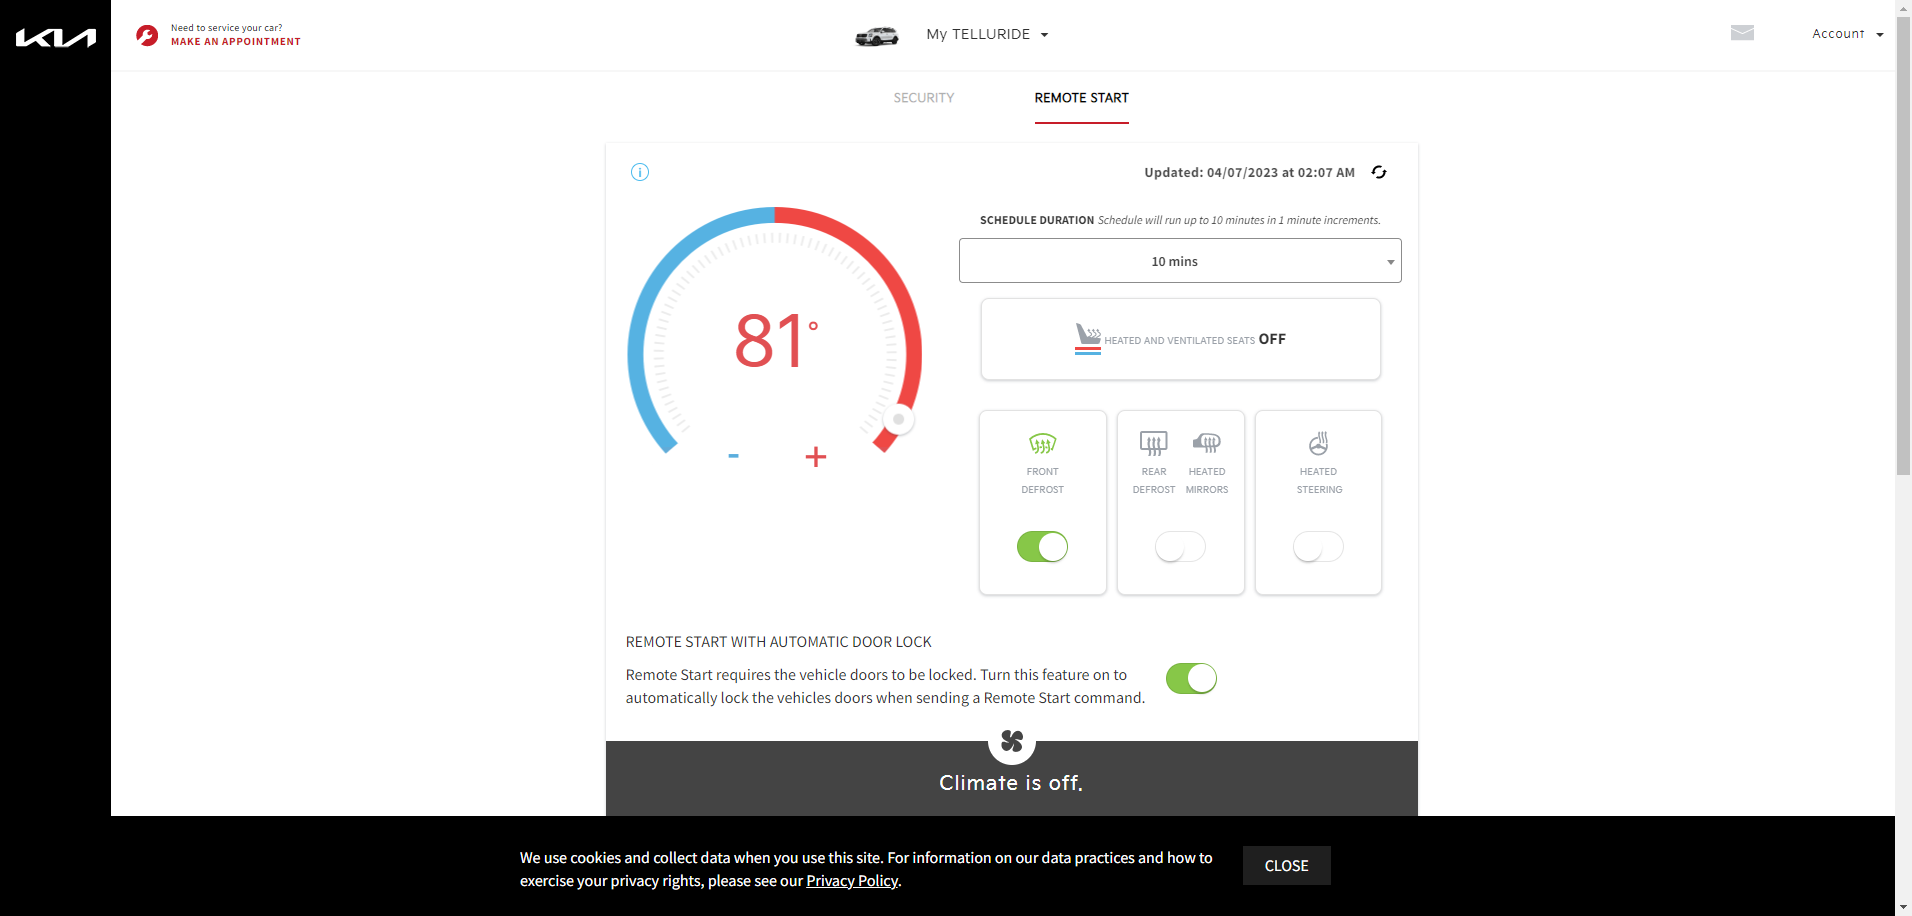 KIA
Need to service your car?
MAKE AN APPOINTMENT
My TELLURIDE
Account
SECURITY
REMOTE START
Updated: 04/07/2023 at 02:07 AM
SCHEDULE DURATION Schedule will run up to 10 minutes in 1 minute increments.
10 mins
81°
- +
HEATED AND VENTILATED SEATS OFF
FRONT
DEFROST
REAR
DEFROST
HEATED
MIRRORS
HEATED
STEERING
REMOTE START WITH AUTOMATIC DOOR LOCK
Remote Start requires the vehicle doors to be locked. Turn this feature on to
automatically lock the vehicles doors when sending a Remote Start command.
Climate is off.
We use cookies and collect data when you use this site. For information on our data practices and how to
exercise your privacy rights, please see our Privacy Policy.
CLOSE